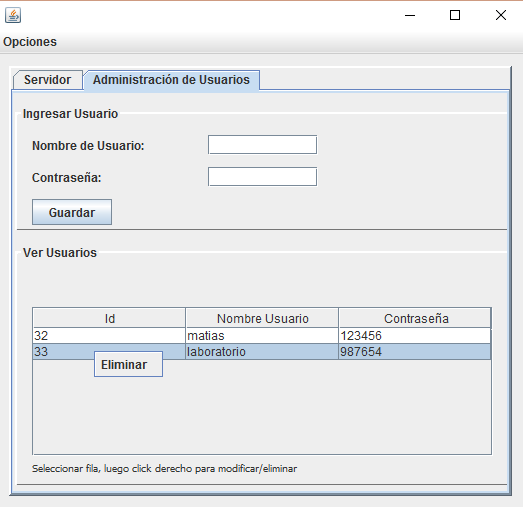 Opciones
Servidor Administración de Usuarios
Ingresar Usuario
Nombre de Usuario:
Contraseña:
Guardar
Ver Usuarios
Id Nombre Usuario Contraseña
32 matias 123456
33 laboratorio 987654
Eliminar
Seleccionar fila, luego click derecho para modificar/eliminar